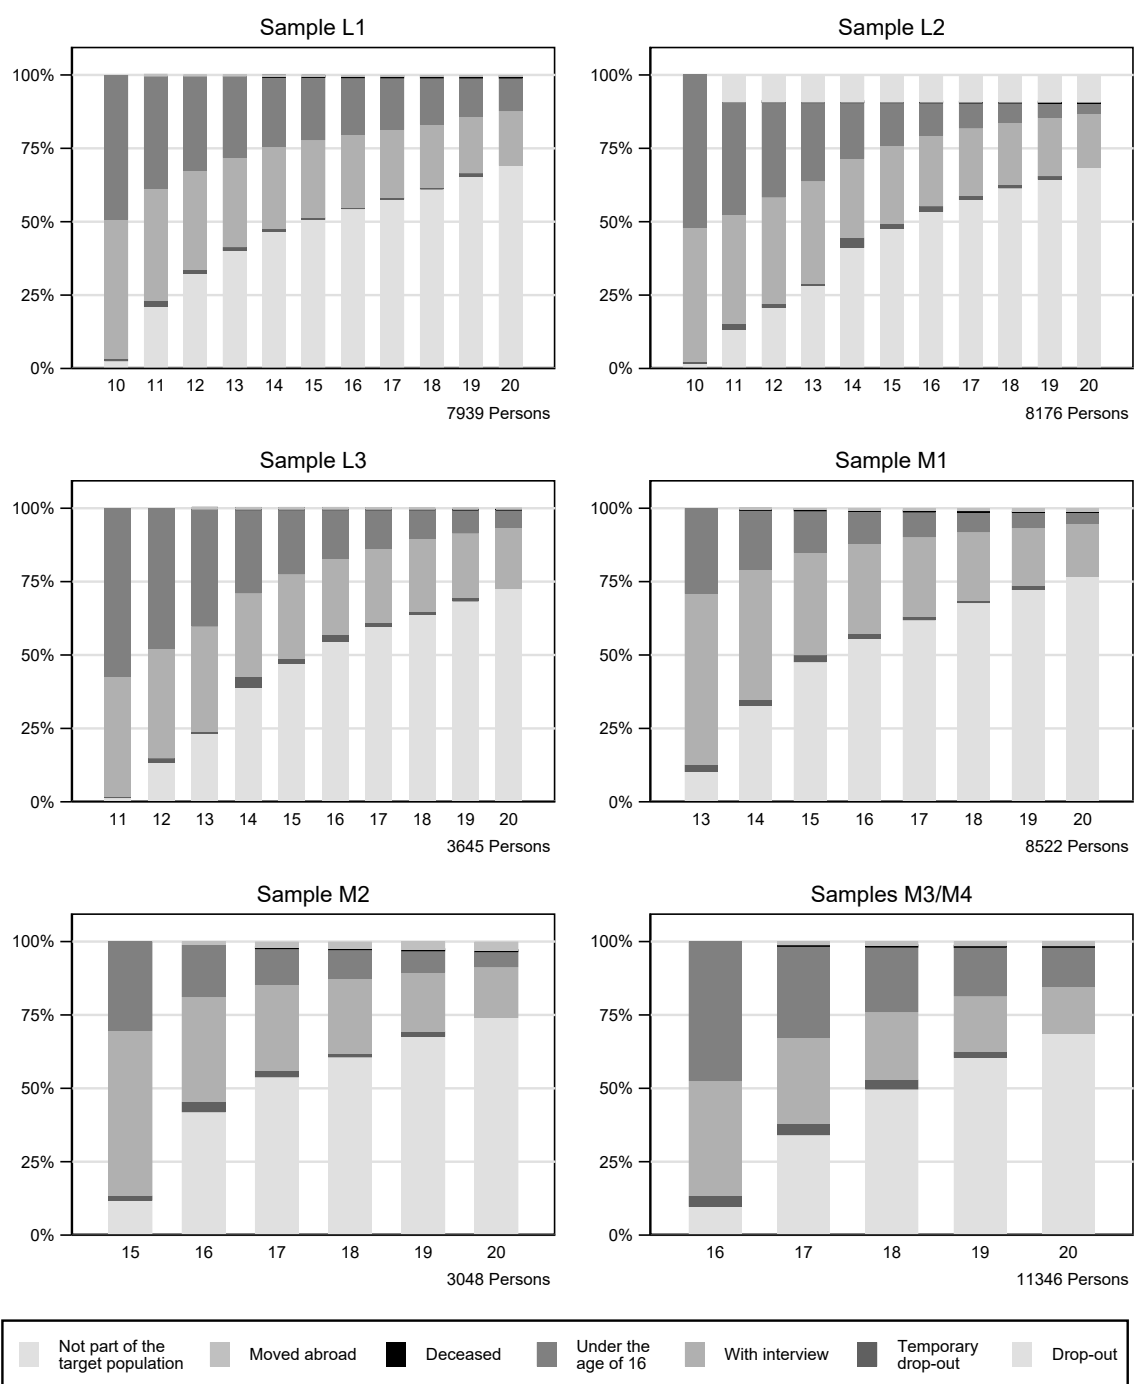 Sample L1
100%
75%
50%
25%
0%
10 11 12 13 14 15 16 17 18 19 20
7939 Persons
Sample L2
100%
75%
50%
25%
0%
10 11 12 13 14 15 16 17 18 19 20
8176 Persons
Sample L3
100%
75%
50%
25%
0%
11 12 13 14 15 16 17 18 19 20
3645 Persons
Sample M1
100%
75%
50%
25%
0%
13 14 15 16 17 18 19 20
8522 Persons
Sample M2
100%
75%
50%
25%
0%
15 16 17 18 19 20
3048 Persons
Samples M3/M4
100%
75%
50%
25%
0%
16 17 18 19 20
11346 Persons
Not part of the
target population
Moved abroad
Deceased
Under the
age of 16
With interview
Temporary
drop-out
Drop-out